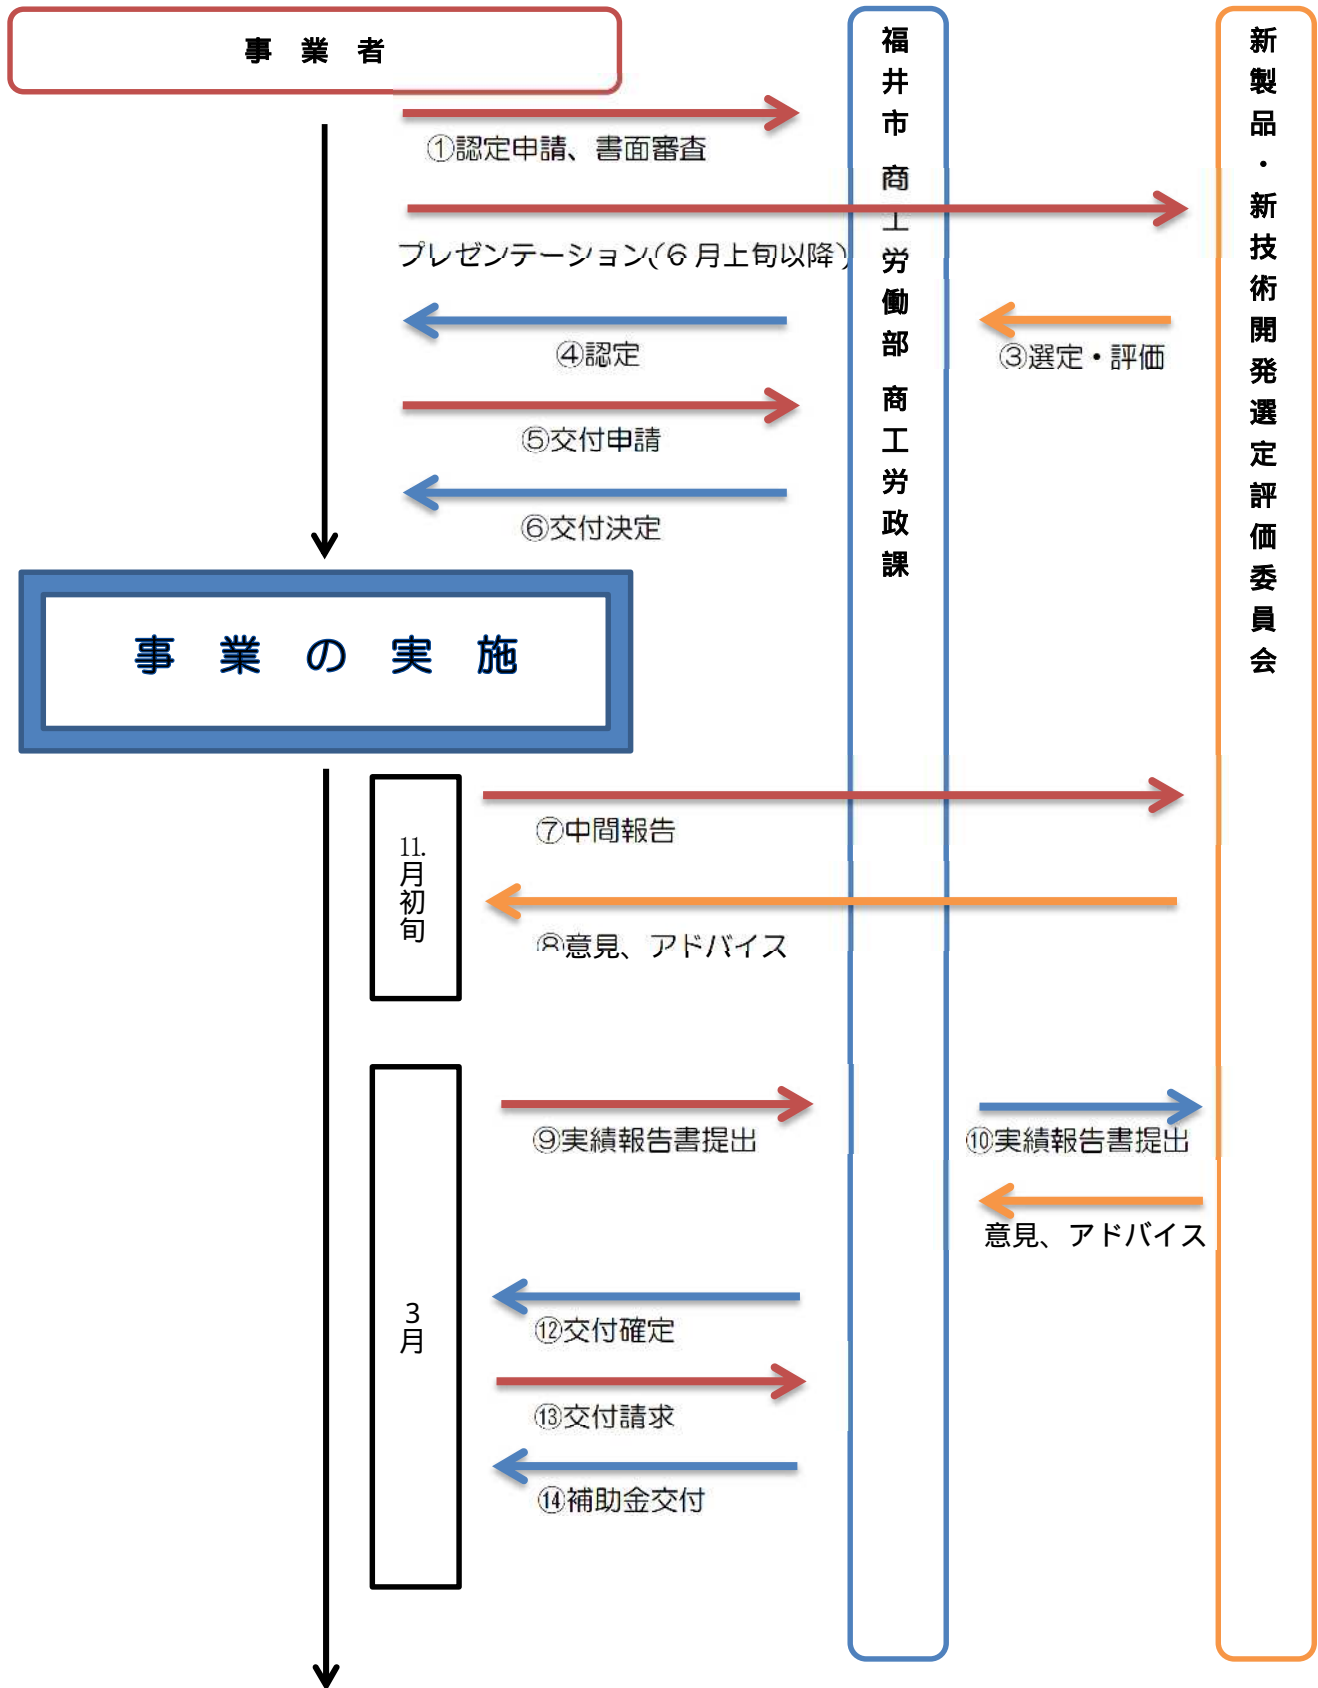 事業者
福井市 商工労働部 商工労政課
新製品・新技術開発選定評価委員会
①認定申請、書面審査
プレゼンテーション(６月上旬以降)
③選定・評価
④認定
⑤交付申請
⑥交付決定
事業の実施
11.月初旬
⑦中間報告
⑧意見、アドバイス
3月
⑨実績報告書提出
⑩実績報告書提出
意見、アドバイス
⑫交付確定
⑬交付請求
⑭補助金交付